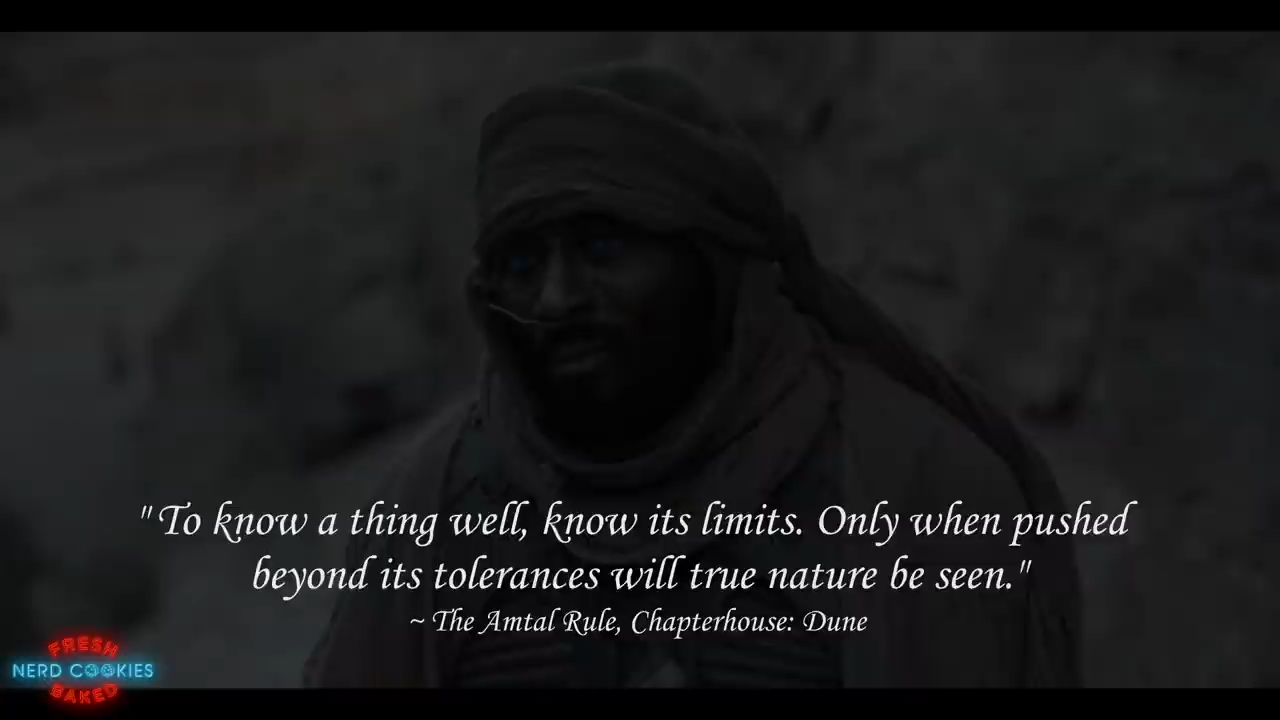 "To know a thing well, know its limits. Only when pushed
beyond its tolerances will true nature be seen."
~ The Amtal Rule, Chapterhouse: Dune
FRESH
NERD COOKIES
BAKED